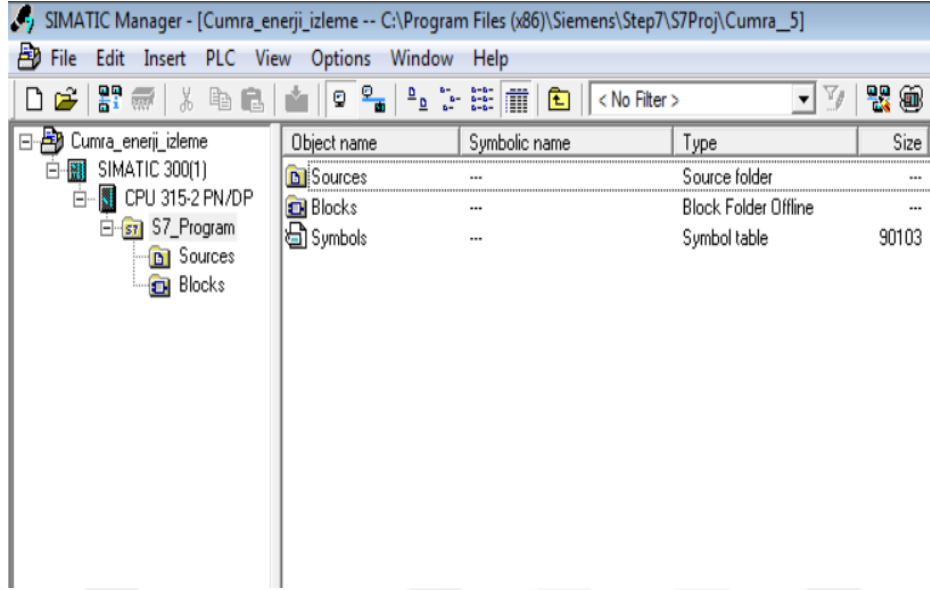 SIMATIC Manager - [Cumra_enerji_izleme -- C:\Program Files (x86)\Siemens\Step7\S7Proj\Cumra__5]
File Edit Insert PLC View Options Window Help
< No Filter >
Cumra_enerji_izleme
SIMATIC 300(1)
CPU 315-2 PN/DP
S7_Program
Sources
Blocks
Object name Symbolic name Type Size
Sources --- Source folder ---
Blocks --- Block Folder Offline ---
Symbols --- Symbol table 90103